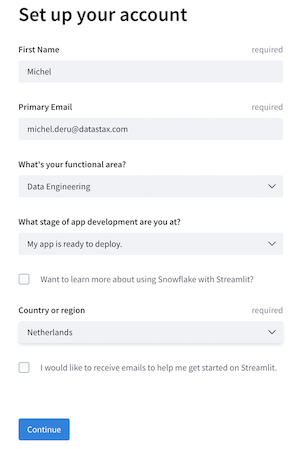 Set up your account
First Name required
Michel
Primary Email required
michel.deru@datastax.com
What's your functional area?
Data Engineering
What stage of app development are you at?
My app is ready to deploy.
Want to learn more about using Snowflake with Streamlit?
Country or region required
Netherlands
I would like to receive emails to help me get started on Streamlit.
Continue